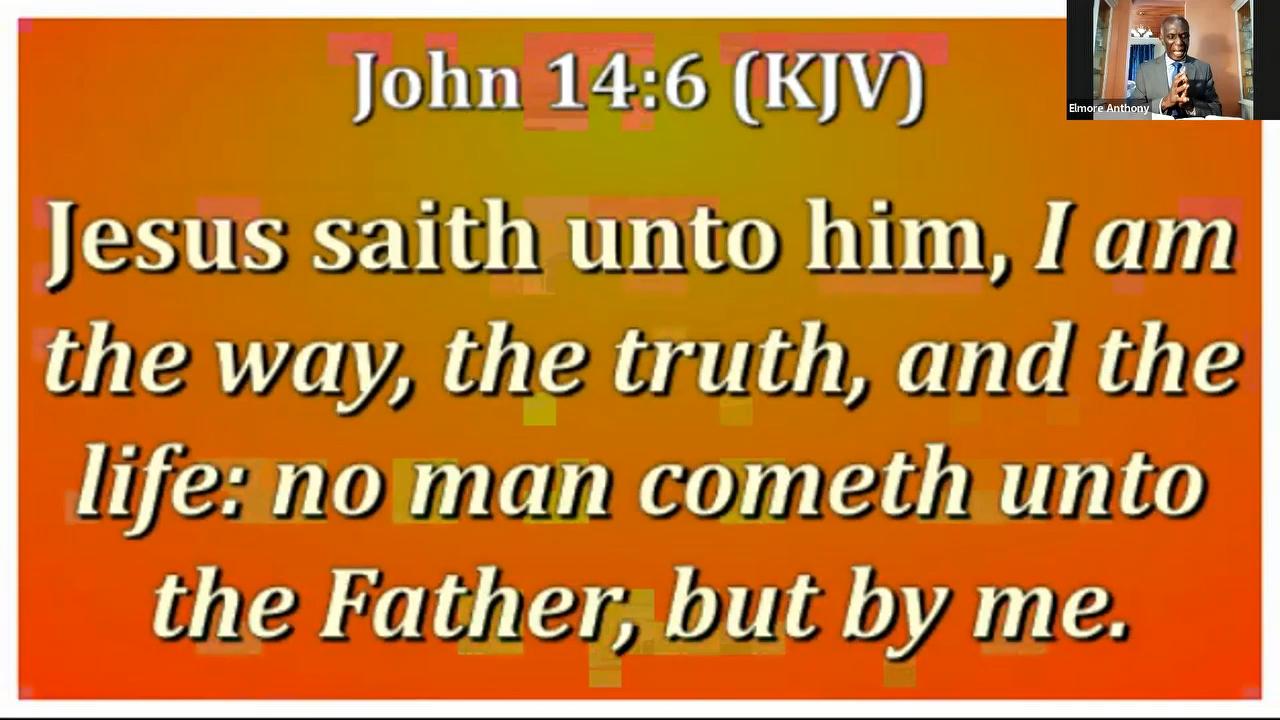 John 14:6 (KJV)
Elmore Anthony
Jesus saith unto him, I am
the way, the truth, and the
life: no man cometh unto
the Father, but by me.